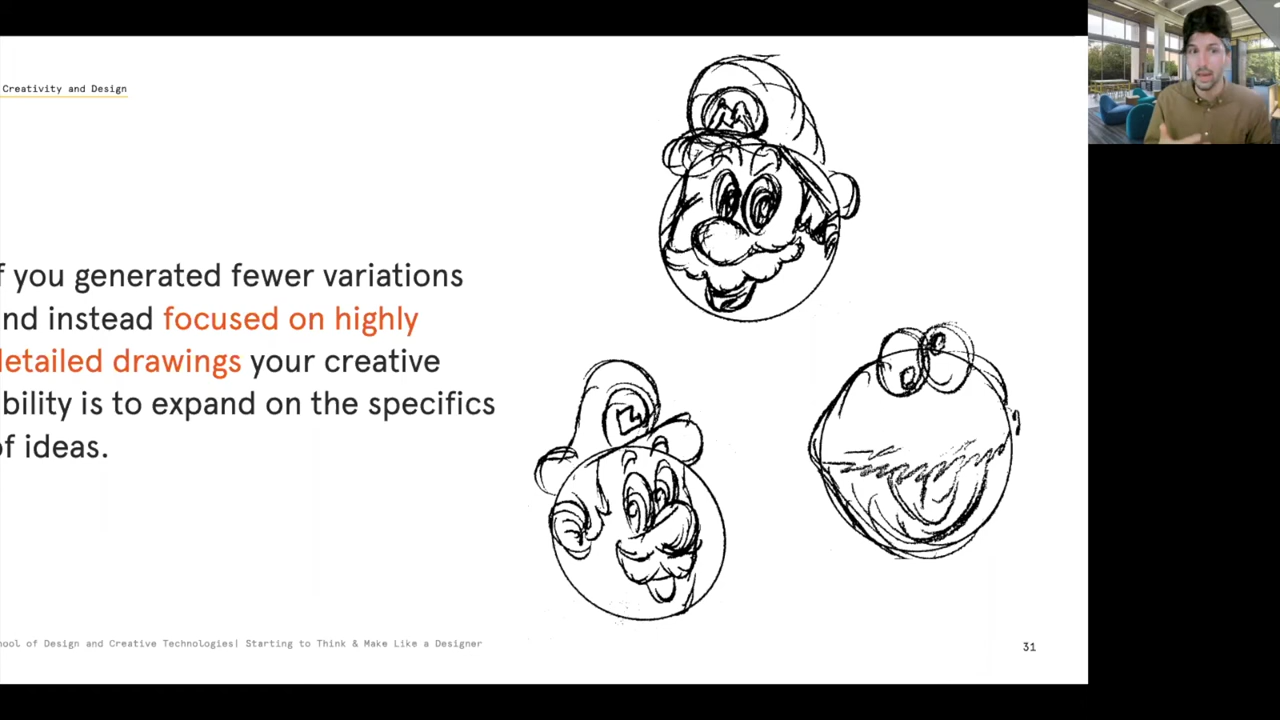 Creativity and Design
f you generated fewer variations
nd instead focused on highly
detailed drawings your creative
bility is to expand on the specifics
of ideas.
hool of Design and Creative Technologies| Starting to Think & Make Like a Designer
31
M